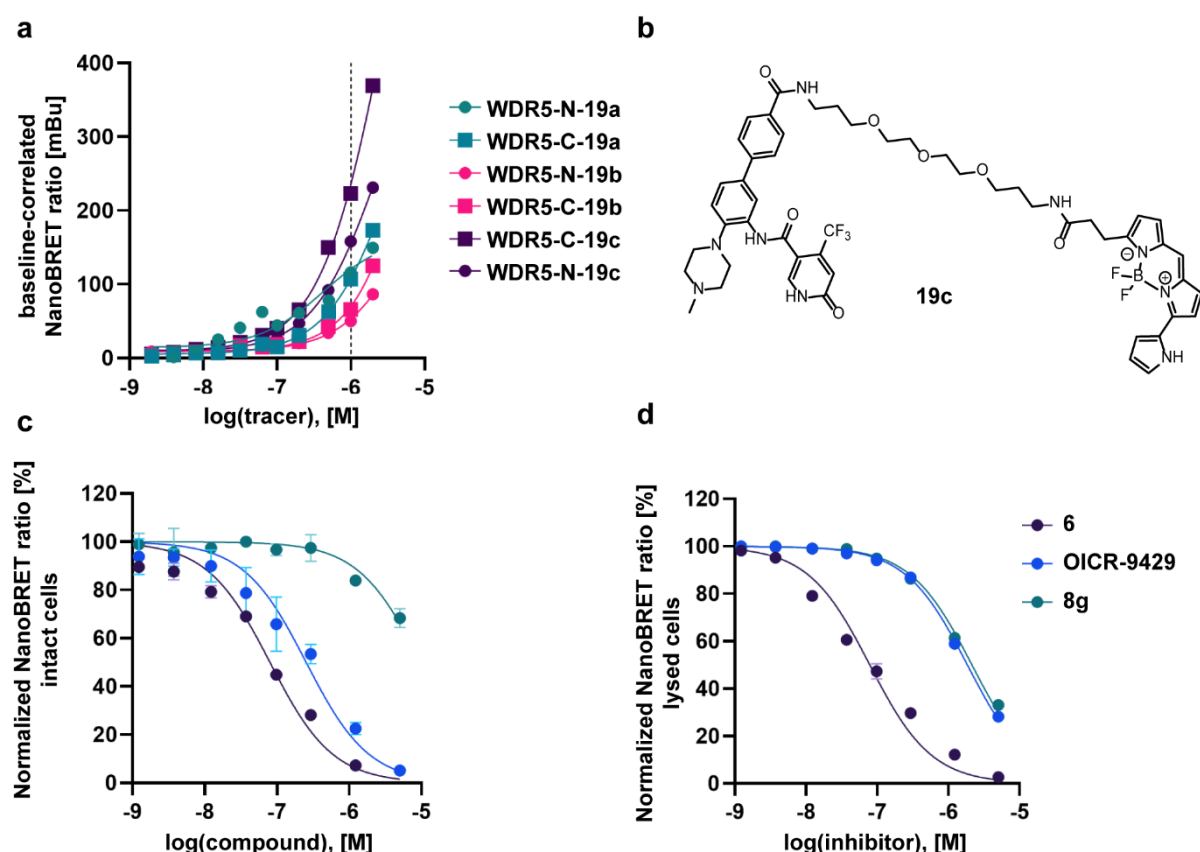 a
baseline-correlated
NanoBRET ratio [mBu]
400
300
200
100
0
-9
-8
-7
-6
-5
log(tracer), [M]
WDR5-N-19a
WDR5-C-19a
WDR5-N-19b
WDR5-C-19b
WDR5-C-19c
WDR5-N-19c
b
O
NH
O
O
O
HN
O
N
N
NH
O
CF3
HN
O
N
⊖
B
F
F
N
⊕
NH
19c
c
Normalized NanoBRET ratio [%]
intact cells
120
100
80
60
40
20
0
-9
-8
-7
-6
-5
-4
log(compound), [M]
d
Normalized NanoBRET ratio [%]
lysed cells
120
100
80
60
40
20
0
-9
-8
-7
-6
-5
log(inhibitor), [M]
6
OICR-9429
8g